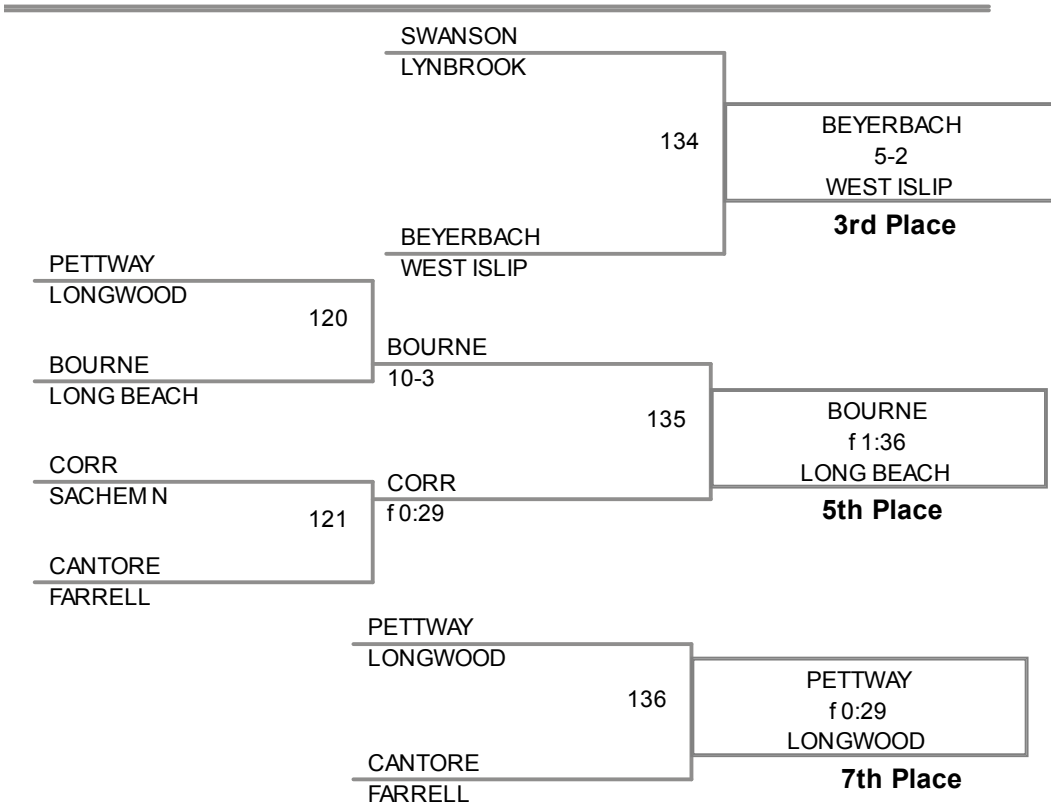 SWANSON
LYNBROOK
134
BEYERBACH
5-2
WEST ISLIP
3rd Place
BEYERBACH
WEST ISLIP
PETTWAY
LONGWOOD
120
BOURNE
LONG BEACH
BOURNE
10-3
135
BOURNE
f 1:36
LONG BEACH
5th Place
CORR
SACHEM N
121
CORR
f 0:29
CANTORE
FARRELL
PETTWAY
LONGWOOD
136
PETTWAY
f 0:29
LONGWOOD
7th Place
CANTORE
FARRELL